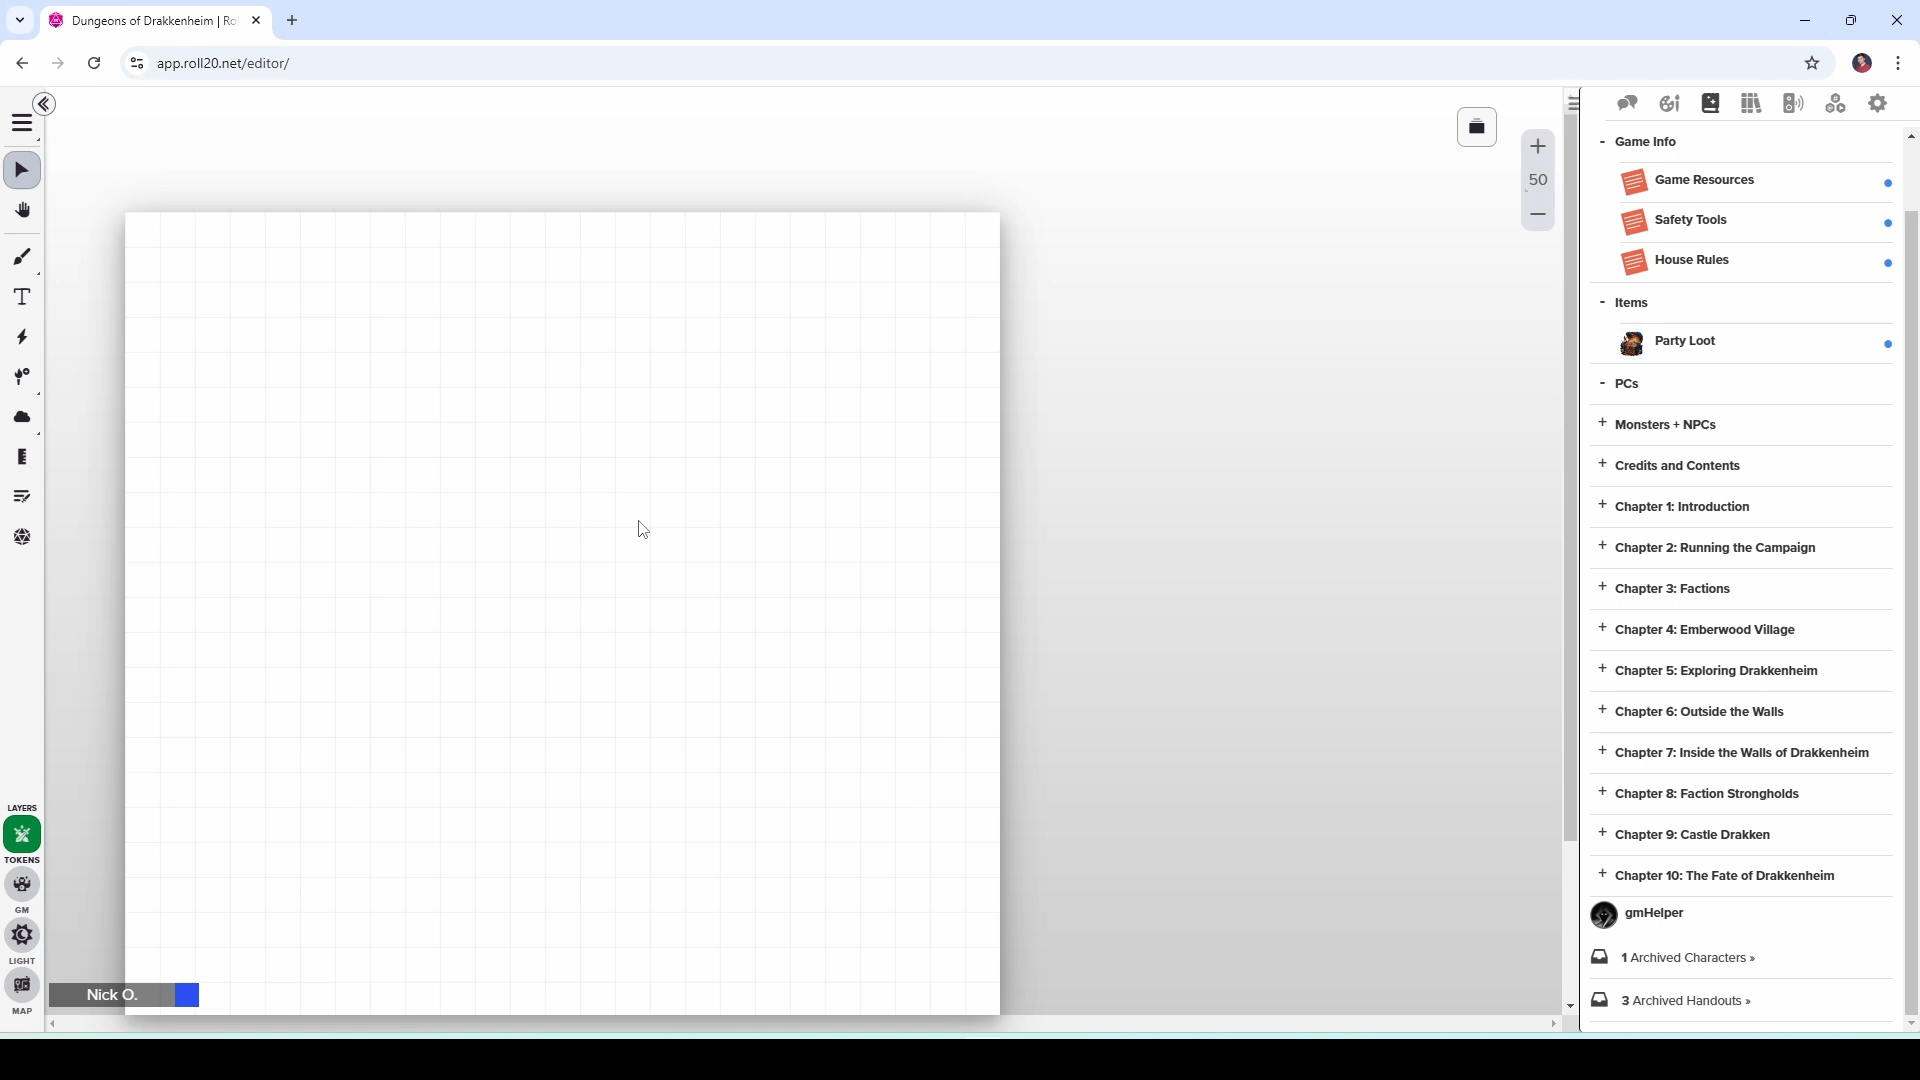 Dungeons of Drakkenheim | Ro
app.roll20.net/editor/
50
Game Info
Game Resources
Safety Tools
House Rules
Items
Party Loot
PCs
Monsters + NPCs
Credits and Contents
Chapter 1: Introduction
Chapter 2: Running the Campaign
Chapter 3: Factions
Chapter 4: Emberwood Village
Chapter 5: Exploring Drakkenheim
Chapter 6: Outside the Walls
Chapter 7: Inside the Walls of Drakkenheim
Chapter 8: Faction Strongholds
Chapter 9: Castle Drakken
Chapter 10: The Fate of Drakkenheim
gmHelper
1 Archived Characters »
3 Archived Handouts »
LAYERS
TOKENS
GM
LIGHT
MAP
Nick O.